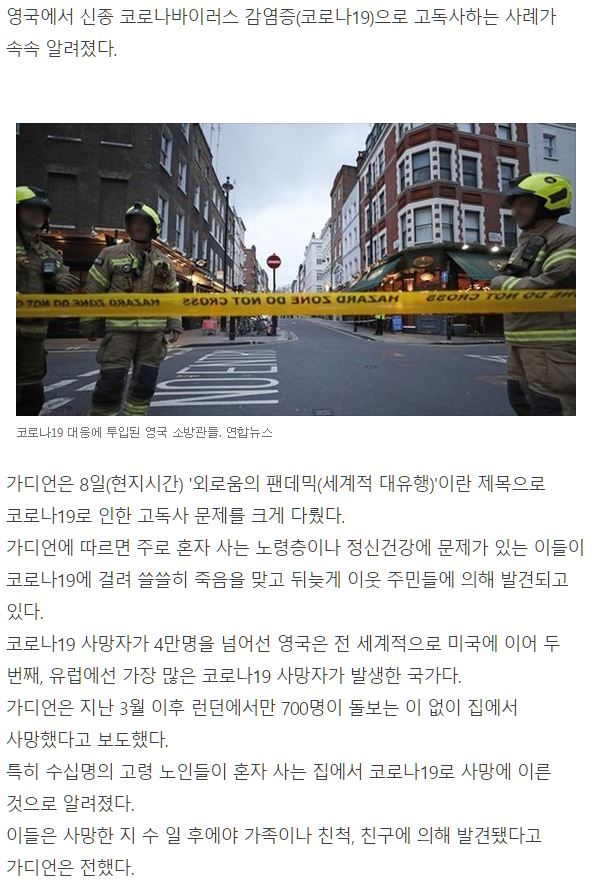 영국에서 신종 코로나바이러스 감염증(코로나19)으로 고독사하는 사례가
속속 알려졌다.
HAZARD ZONE DO NOT CROSS
HAZARD ZONE DO NOT CROSS
NO ENTRY
코로나19 대응에 투입된 영국 소방관들. 연합뉴스
가디언은 8일(현지시간) '외로움의 팬데믹(세계적 대유행)'이란 제목으로
코로나19로 인한 고독사 문제를 크게 다뤘다.
가디언에 따르면 주로 혼자 사는 노령층이나 정신건강에 문제가 있는 이들이
코로나19에 걸려 쓸쓸히 죽음을 맞고 뒤늦게 이웃 주민들에 의해 발견되고
있다.
코로나19 사망자가 4만명을 넘어선 영국은 전 세계적으로 미국에 이어 두
번째, 유럽에선 가장 많은 코로나19 사망자가 발생한 국가다.
가디언은 지난 3월 이후 런던에서만 700명이 돌보는 이 없이 집에서
사망했다고 보도했다.
특히 수십명의 고령 노인들이 혼자 사는 집에서 코로나19로 사망에 이른
것으로 알려졌다.
이들은 사망한 지 수 일 후에야 가족이나 친척, 친구에 의해 발견됐다고
가디언은 전했다.